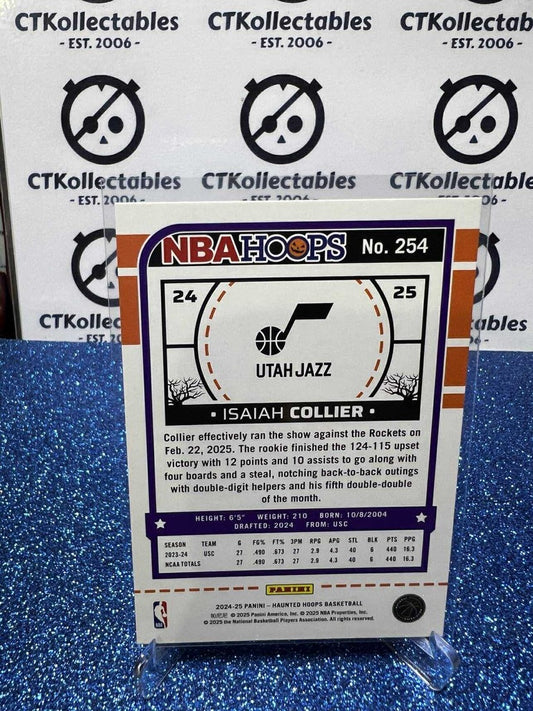 CTKollectables CTKollectables CTKollectab
- EST. 2006 - - EST. 2006 - - EST. 2006
CTKollectables CTKollectables CTKollectable
- EST. 2006 - EST. 2006 - - EST. 2006 -
CTKollec
- EST.
NBA HOOPS No. 254
24 25
UTAH JAZZ
• ISAIAH COLLIER •
Collier effectively ran the show against the Rockets on
Feb. 22, 2025. The rookie finished the 124-115 upset
victory with 12 points and 10 assists to go along with
four boards and a steal, notching back-to-back outings
with double-digit helpers and his fifth double-double
of the month.
HEIGHT: 6'5" WEIGHT: 210 BORN: 10/8/2004
DRAFTED: 2024 FROM: USC
SEASON TEAM G FG% FT% 3PM RPG APG STL BLK PTS PPG
2023-24 USC 27 .490 .673 27 2.9 4.3 40 6 440 16.3
NCAA TOTALS 27 .490 .673 27 2.9 4.3 40 6 440 16.3
PANINI
2024-25 PANINI – HAUNTED HOOPS BASKETBALL
© 2025 Panini America, Inc. © 2025 NBA Properties, Inc.
© 2025 the National Basketball Players Association. All rights reserved.